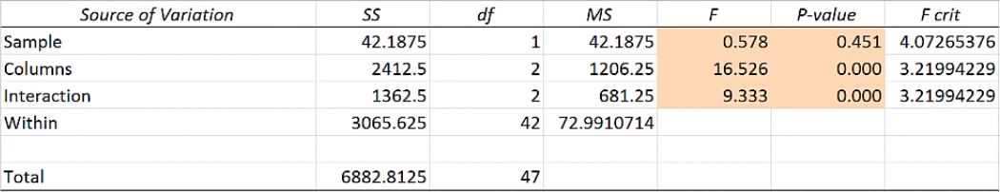 Source of Variation SS df MS F P-value F crit
Sample 42.1875 1 42.1875 0.578 0.451 4.07265376
Columns 2412.5 2 1206.25 16.526 0.000 3.21994229
Interaction 1362.5 2 681.25 9.333 0.000 3.21994229
Within 3065.625 42 72.9910714
Total 6882.8125 47